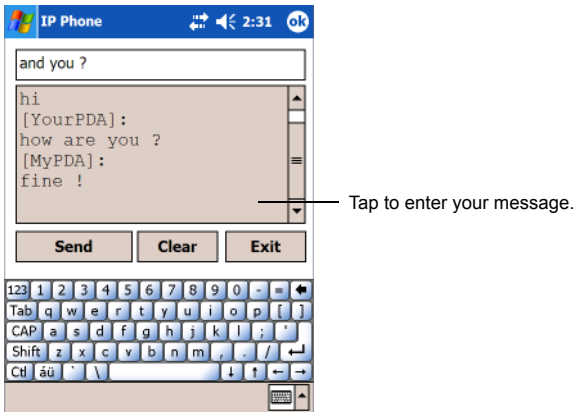 IP Phone 2:31 ok
and you ?
hi
[YourPDA]:
how are you ?
[MyPDA]:
fine !
Tap to enter your message.
Send Clear Exit
123 1 2 3 4 5 6 7 8 9 0 - =
Tab q w e r t y u i o p [ ]
CAP a s d f g h j k l ; '
Shift z x c v b n m , . /
Ctl áü ` \